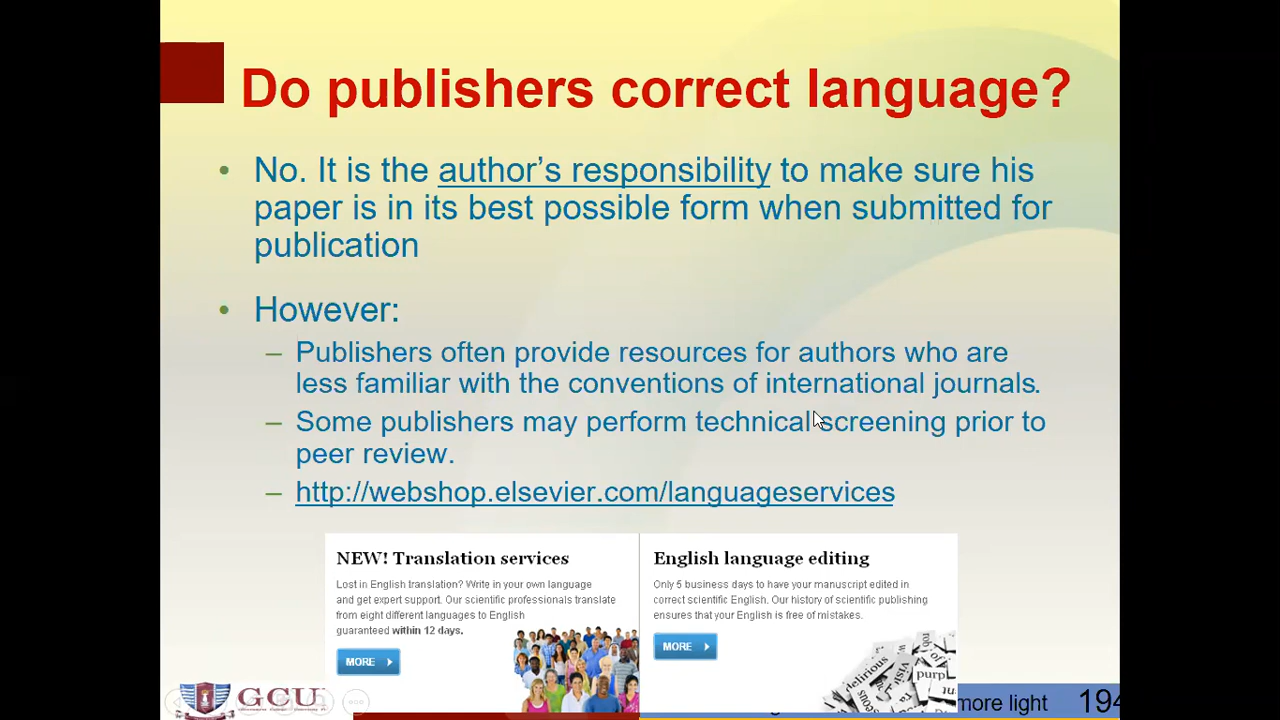 Do publishers correct language?
• No. It is the author's responsibility to make sure his
paper is in its best possible form when submitted for
publication
• However:
– Publishers often provide resources for authors who are
less familiar with the conventions of international journals.
– Some publishers may perform technical screening prior to
peer review.
– http://webshop.elsevier.com/languageservices
NEW! Translation services
Lost in English translation? Write in your own language
and get expert support. Our scientific professionals translate
from eight different languages to English
guaranteed within 12 days.
MORE
English language editing
Only 5 business days to have your manuscript edited in
correct scientific English. Our history of scientific publishing
ensures that your English is free of mistakes.
MORE
delirious
purp
GCU
more light
194